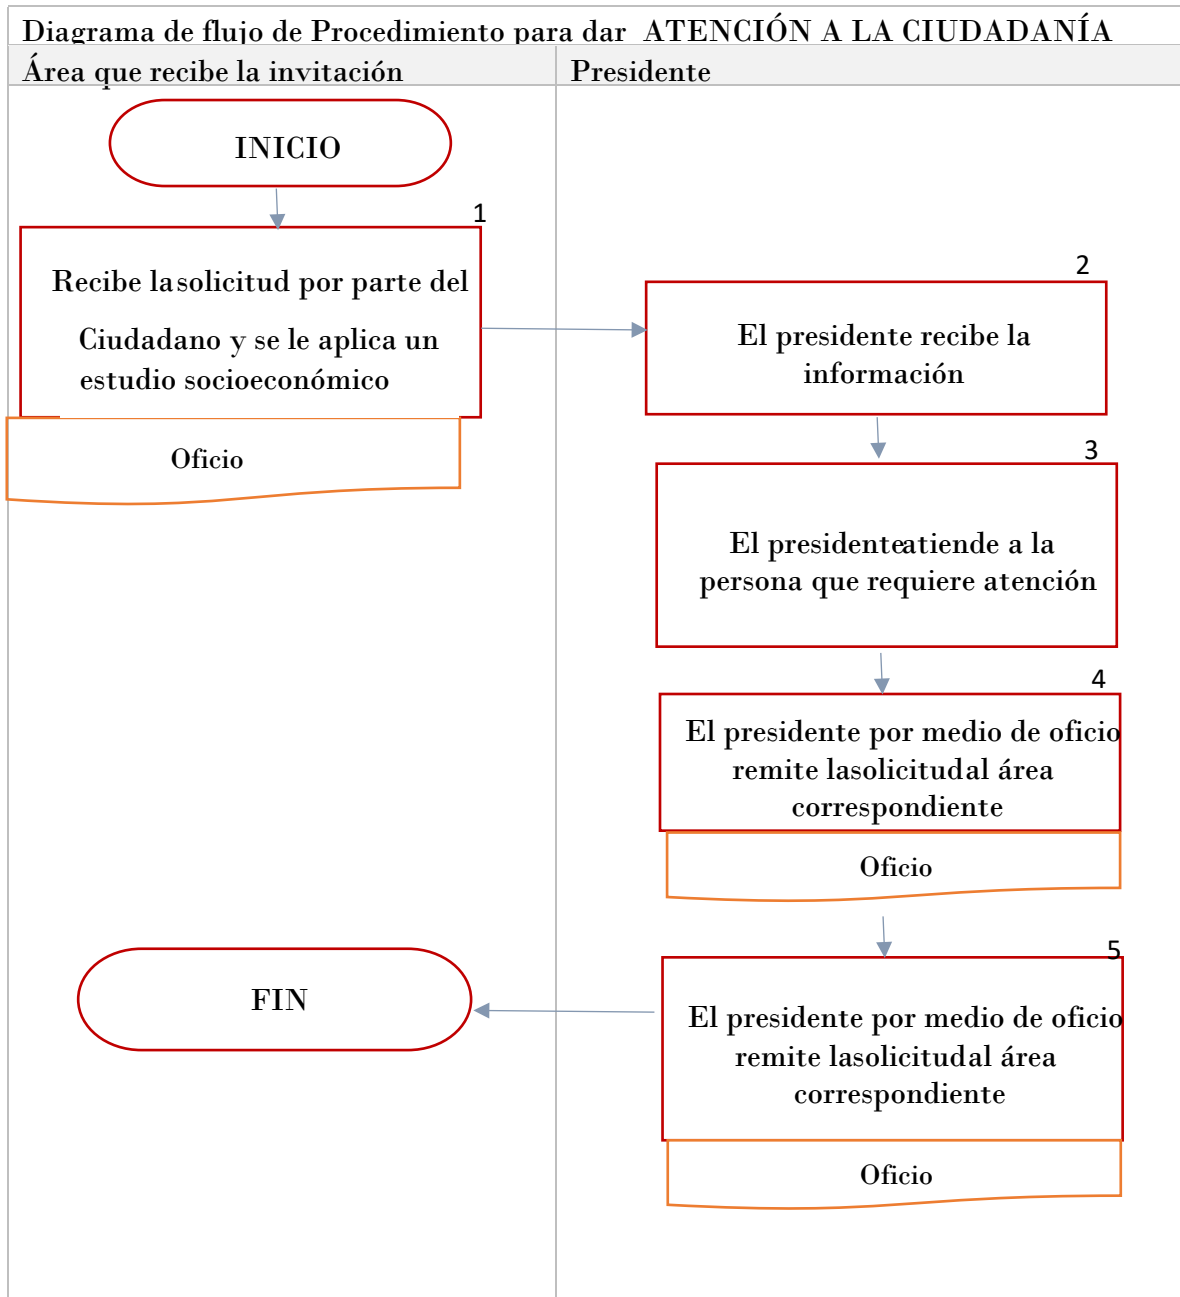 Diagrama de flujo de Procedimiento para dar ATENCIÓN A LA CIUDADANÍA
Área que recibe la invitación
Presidente
INICIO
1
Recibe lasolicitud por parte del
Ciudadano y se le aplica un
estudio socioeconómico
Oficio
2
El presidente recibe la
información
3
El presidenteatiende a la
persona que requiere atención
4
El presidente por medio de oficio
remite lasolicitudal área
correspondiente
Oficio
5
El presidente por medio de oficio
remite lasolicitudal área
correspondiente
Oficio
FIN